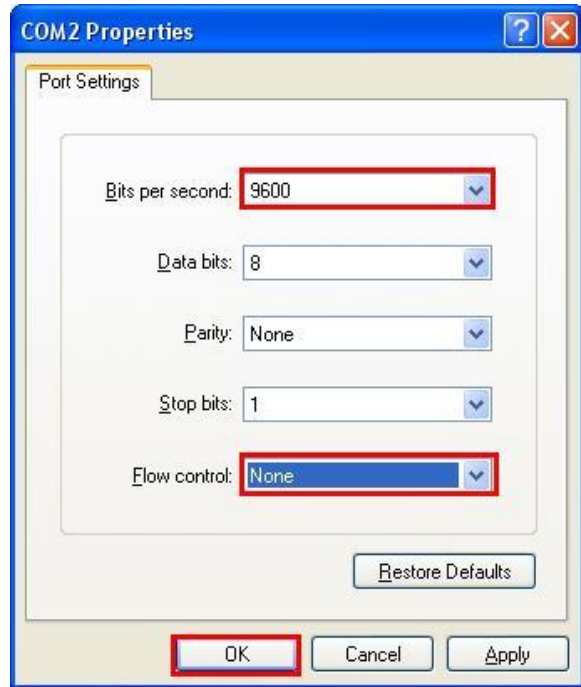 COM2 Properties
Port Settings
Bits per second: 9600
Data bits: 8
Parity: None
Stop bits: 1
Flow control: None
Restore Defaults
OK Cancel Apply